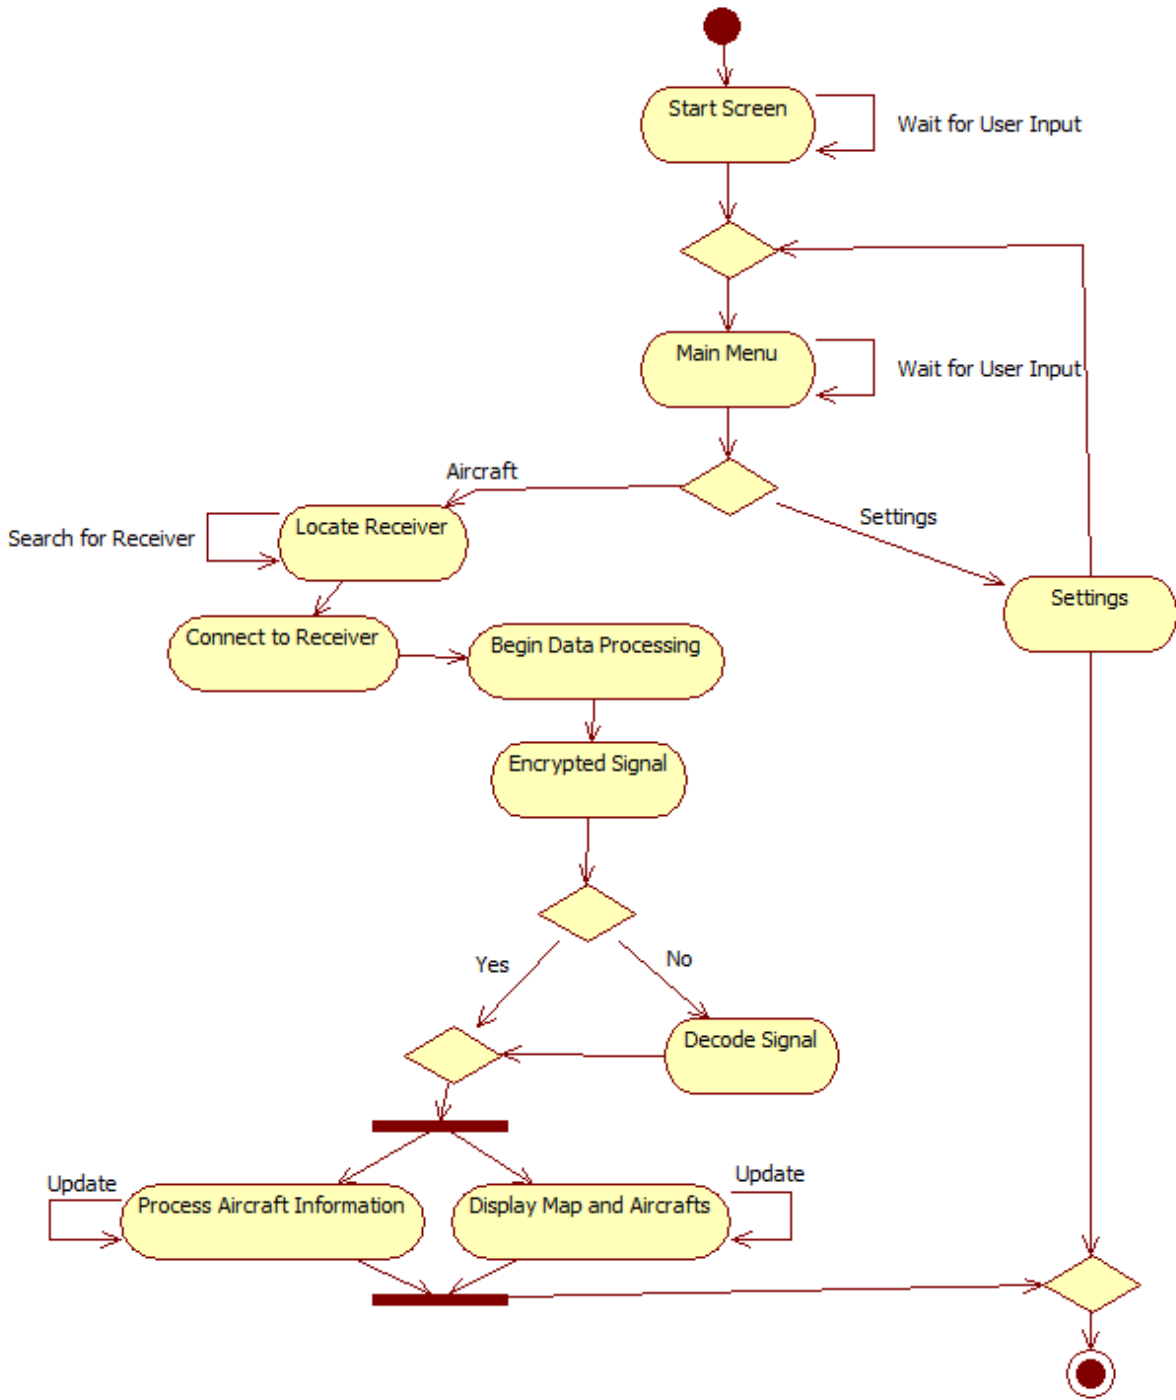 Start Screen
Wait for User Input
Main Menu
Wait for User Input
Aircraft
Settings
Locate Receiver
Search for Receiver
Settings
Connect to Receiver
Begin Data Processing
Encrypted Signal
Yes
No
Decode Signal
Update
Update
Process Aircraft Information
Display Map and Aircrafts